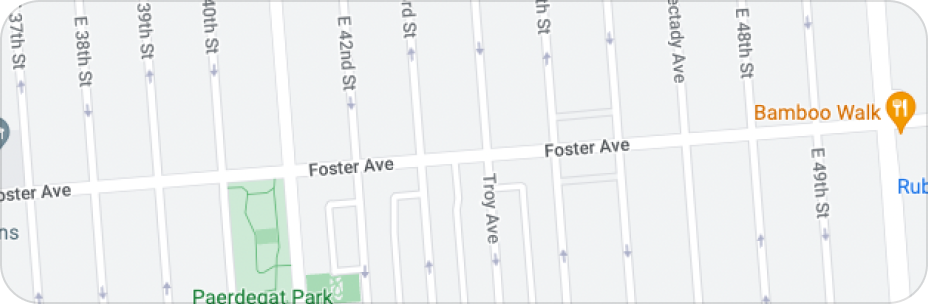 37th St
E 38th St
39th St
40th St
E 42nd St
rd St
th St
ectady Ave
E 48th St
Bamboo Walk
Foster Ave
Foster Ave
oster Ave
E 49th St
Troy Ave
Rub
ns
Paerdegat Park